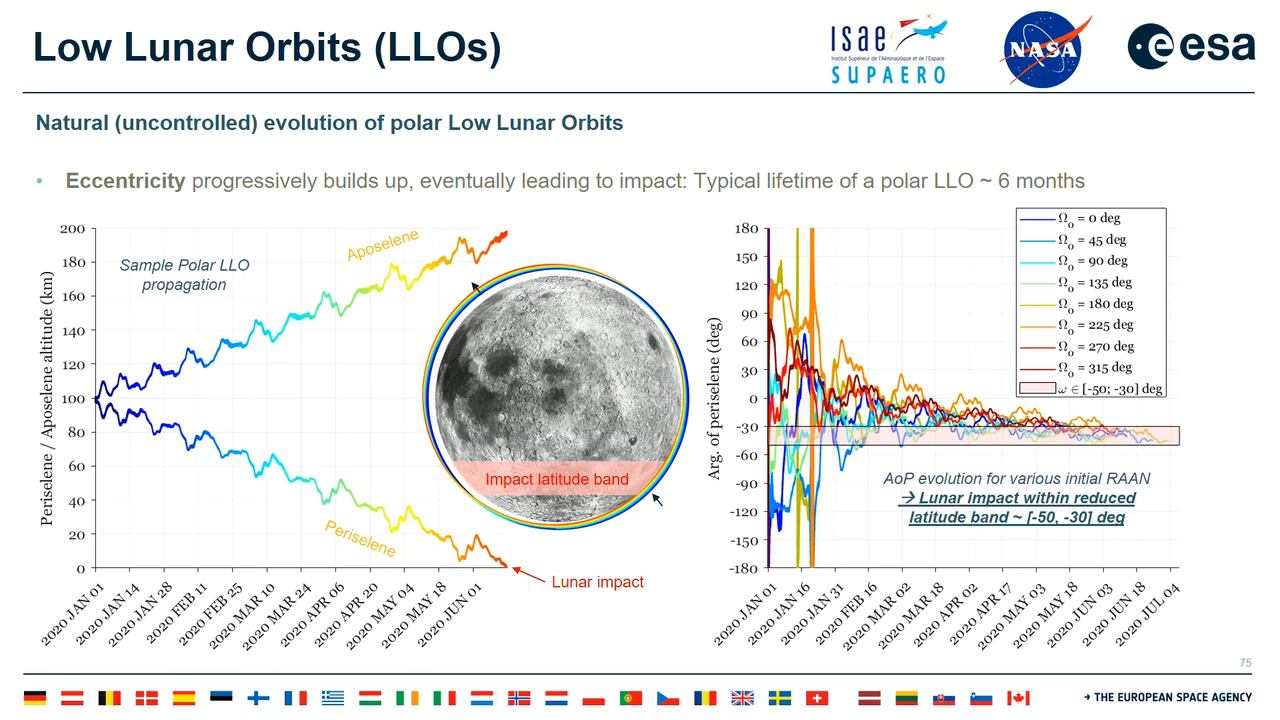 Low Lunar Orbits (LLOs)
isae
Institut Supérieur de l'Aéronautique et de l'Espace
SUPAERO
NASA
esa
Natural (uncontrolled) evolution of polar Low Lunar Orbits
• Eccentricity progressively builds up, eventually leading to impact: Typical lifetime of a polar LLO ~ 6 months
Periselene / Aposelene altitude (km)
200
180
160
140
120
100
80
60
40
20
0
Sample Polar LLO
propagation
Aposelene
Periselene
Impact latitude band
Lunar impact
2020 JAN 01
2020 JAN 14
2020 JAN 28
2020 FEB 11
2020 FEB 25
2020 MAR 10
2020 MAR 24
2020 APR 06
2020 APR 20
2020 MAY 04
2020 MAY 18
2020 JUN 01
Arg. of periselene (deg)
180
150
120
90
60
30
0
-30
-60
-90
-120
-150
-180
Ω₀ = 0 deg
Ω₀ = 45 deg
Ω₀ = 90 deg
Ω₀ = 135 deg
Ω₀ = 180 deg
Ω₀ = 225 deg
Ω₀ = 270 deg
Ω₀ = 315 deg
ω ∈ [-50; -30] deg
AoP evolution for various initial RAAN
→ Lunar impact within reduced
latitude band ~ [-50, -30] deg
2020 JAN 01
2020 JAN 16
2020 JAN 31
2020 FEB 16
2020 MAR 02
2020 MAR 18
2020 APR 02
2020 APR 17
2020 MAY 03
2020 MAY 18
2020 JUN 03
2020 JUN 18
2020 JUL 04
75
→ THE EUROPEAN SPACE AGENCY